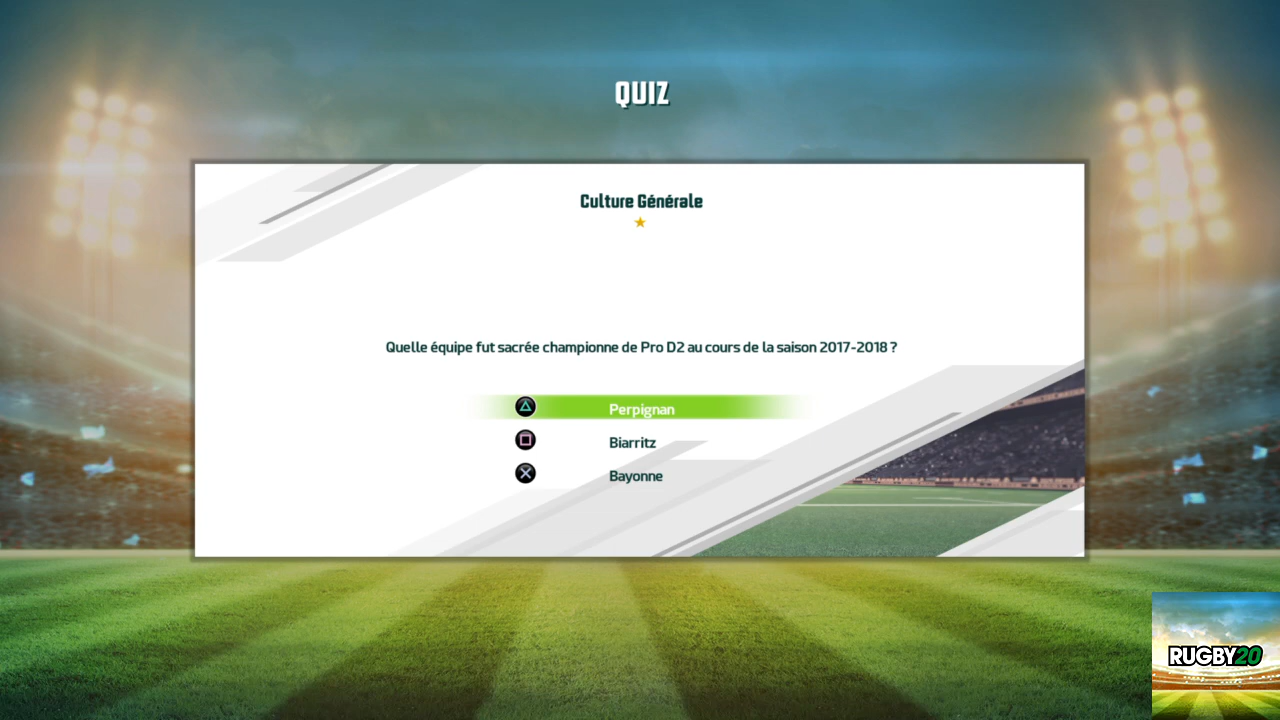 QUIZ
Culture Générale
Quelle équipe fut sacrée championne de Pro D2 au cours de la saison 2017-2018 ?
Perpignan
Biarritz
Bayonne
RUGBY20